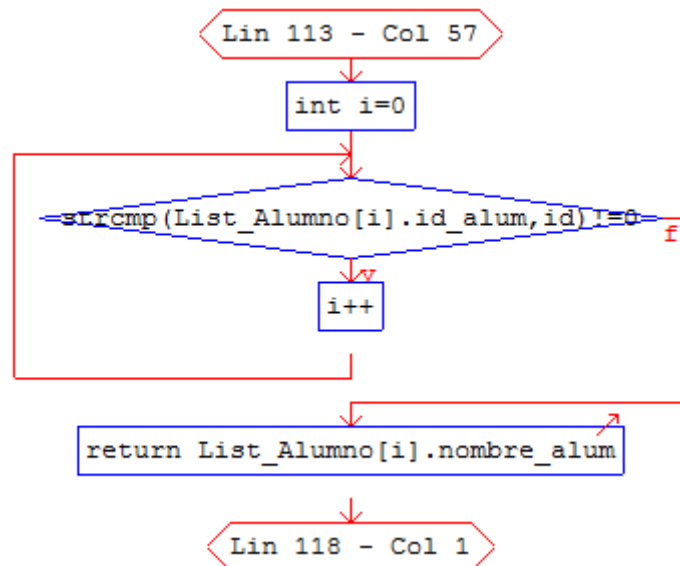 Lin 113 - Col 57
int i=0
strcmp(List_Alumno[i].id_alum,id)!=0
f
v
i++
return List_Alumno[i].nombre_alum
Lin 118 - Col 1